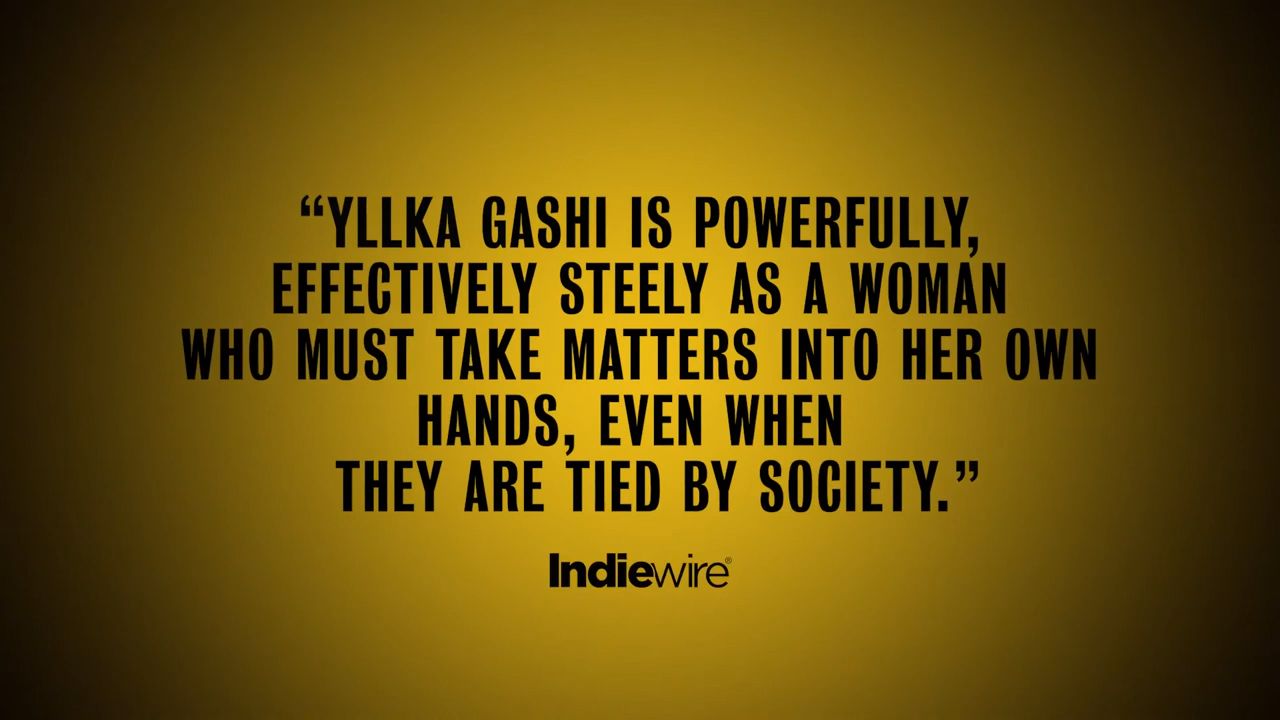 “YLLKA GASHI IS POWERFULLY,
EFFECTIVELY STEELY AS A WOMAN
WHO MUST TAKE MATTERS INTO HER OWN
HANDS, EVEN WHEN
THEY ARE TIED BY SOCIETY.”
Indiewire®